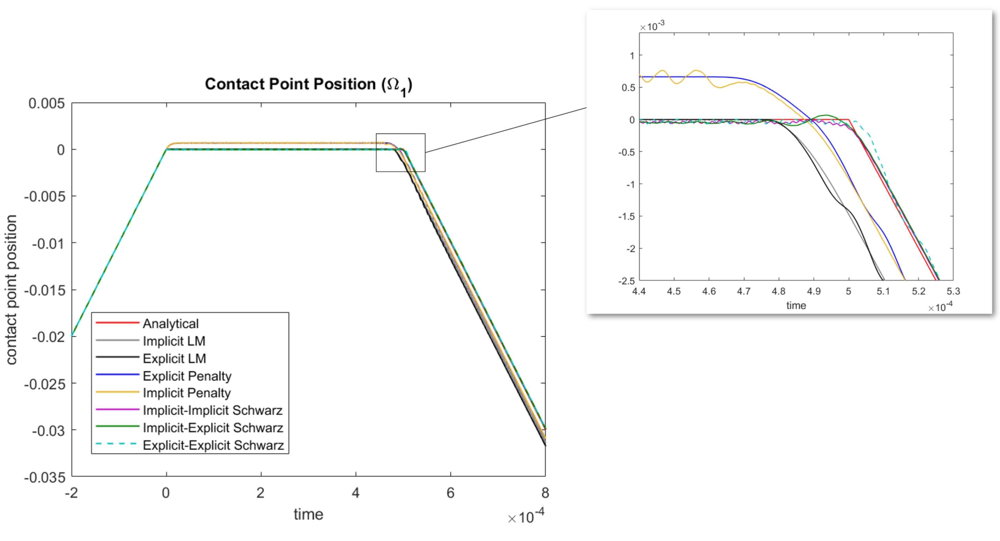 Contact Point Position (Ω1)
0.005
0
-0.005
-0.01
-0.015
-0.02
-0.025
-0.03
-0.035
contact point position
Analytical
Implicit LM
Explicit LM
Explicit Penalty
Implicit Penalty
Implicit-Implicit Schwarz
Implicit-Explicit Schwarz
Explicit-Explicit Schwarz
-2 0 2 4 6 8
time
×10-4
×10-3
1
0.5
0
-0.5
-1
-1.5
-2
-2.5
4.4 4.5 4.6 4.7 4.8 4.9 5 5.1 5.2 5.3
time
×10-4